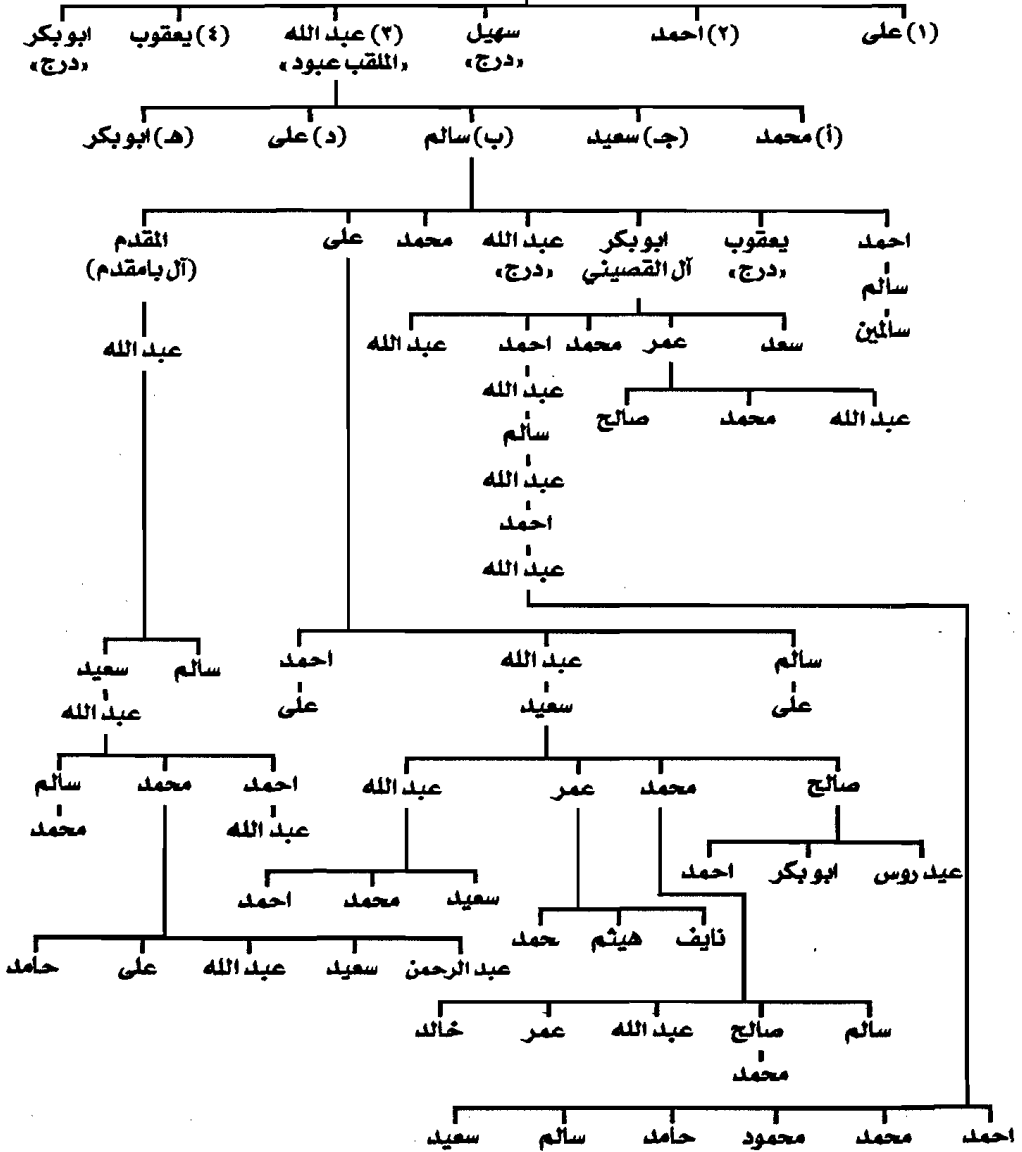 (١) على (٢) احمد سهيل (٣) عبد الله (٤) يعقوب ابو بكر
«درج» «الملقب عبود» «درج»
(أ) محمد (جـ) سعيد (ب) سالم (د) على (هـ) ابو بكر
احمد يعقوب ابو بكر عبد الله محمد على المقدم
«درج» آل القصيني «درج» (آل بامقدم)
سالم
سالمين
سعد عمر محمد احمد عبد الله عبد الله
عبد الله
عبد الله محمد صالح
سالم
عبد الله
احمد
عبد الله
سالم عبد الله احمد سالم سعيد
على سعيد على عبد الله
صالح محمد عمر عبد الله احمد محمد سالم
عبد الله محمد
عيدروس ابو بكر احمد
سعيد محمد احمد
نايف هيثم حمد
عبد الرحمن سعيد عبد الله على حامد
سالم صالح عبد الله عمر خالد
محمد
احمد محمد محمود حامد سالم سعيد